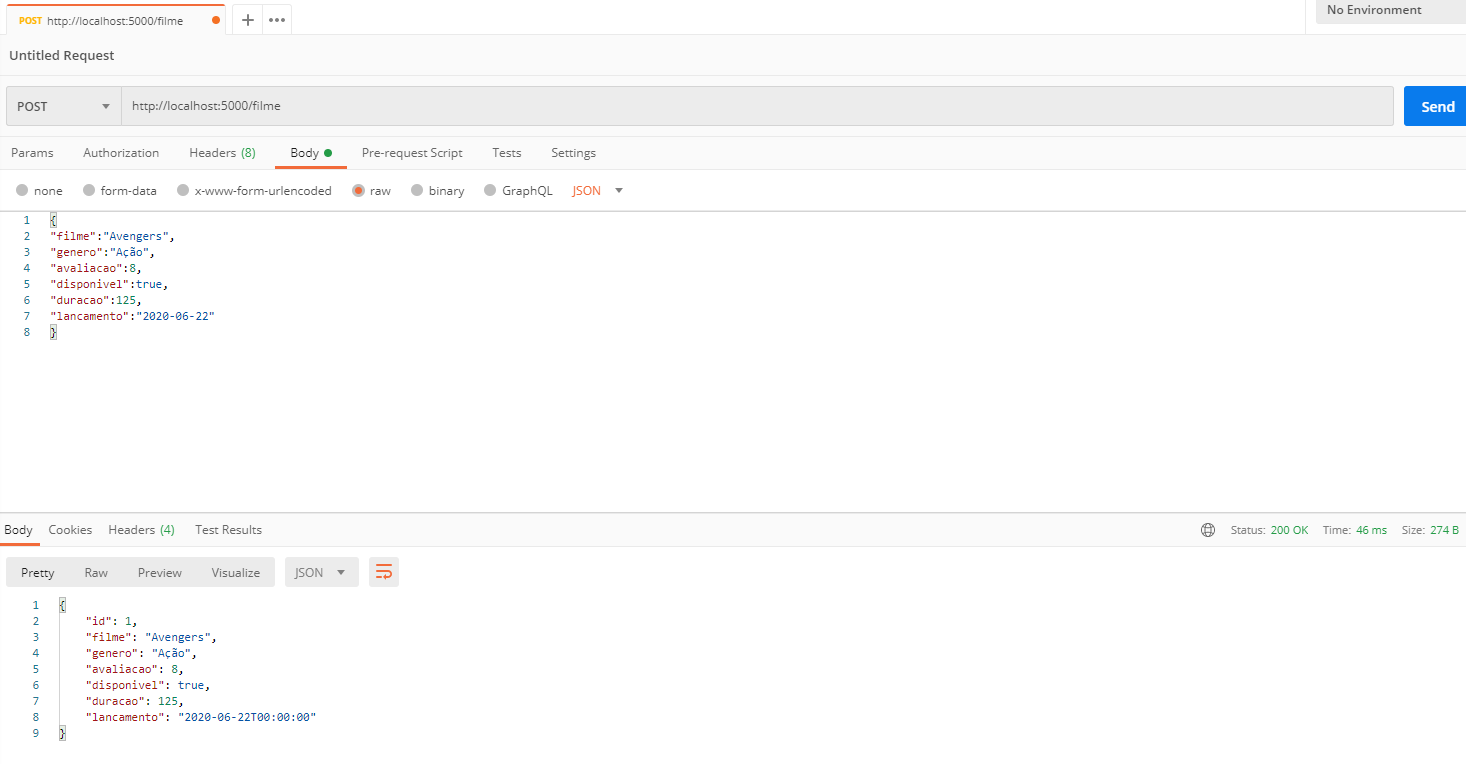 POST http://localhost:5000/filme
No Environment
Untitled Request
POST http://localhost:5000/filme Send
Params Authorization Headers (8) Body Pre-request Script Tests Settings
none form-data x-www-form-urlencoded raw binary GraphQL JSON
1 {
2 "filme":"Avengers",
3 "genero":"Ação",
4 "avaliacao":8,
5 "disponivel":true,
6 "duracao":125,
7 "lancamento":"2020-06-22"
8 }
Body Cookies Headers (4) Test Results Status: 200 OK Time: 46 ms Size: 274 B
Pretty Raw Preview Visualize JSON
1 {
2 "id": 1,
3 "filme": "Avengers",
4 "genero": "Ação",
5 "avaliacao": 8,
6 "disponivel": true,
7 "duracao": 125,
8 "lancamento": "2020-06-22T00:00:00"
9 }